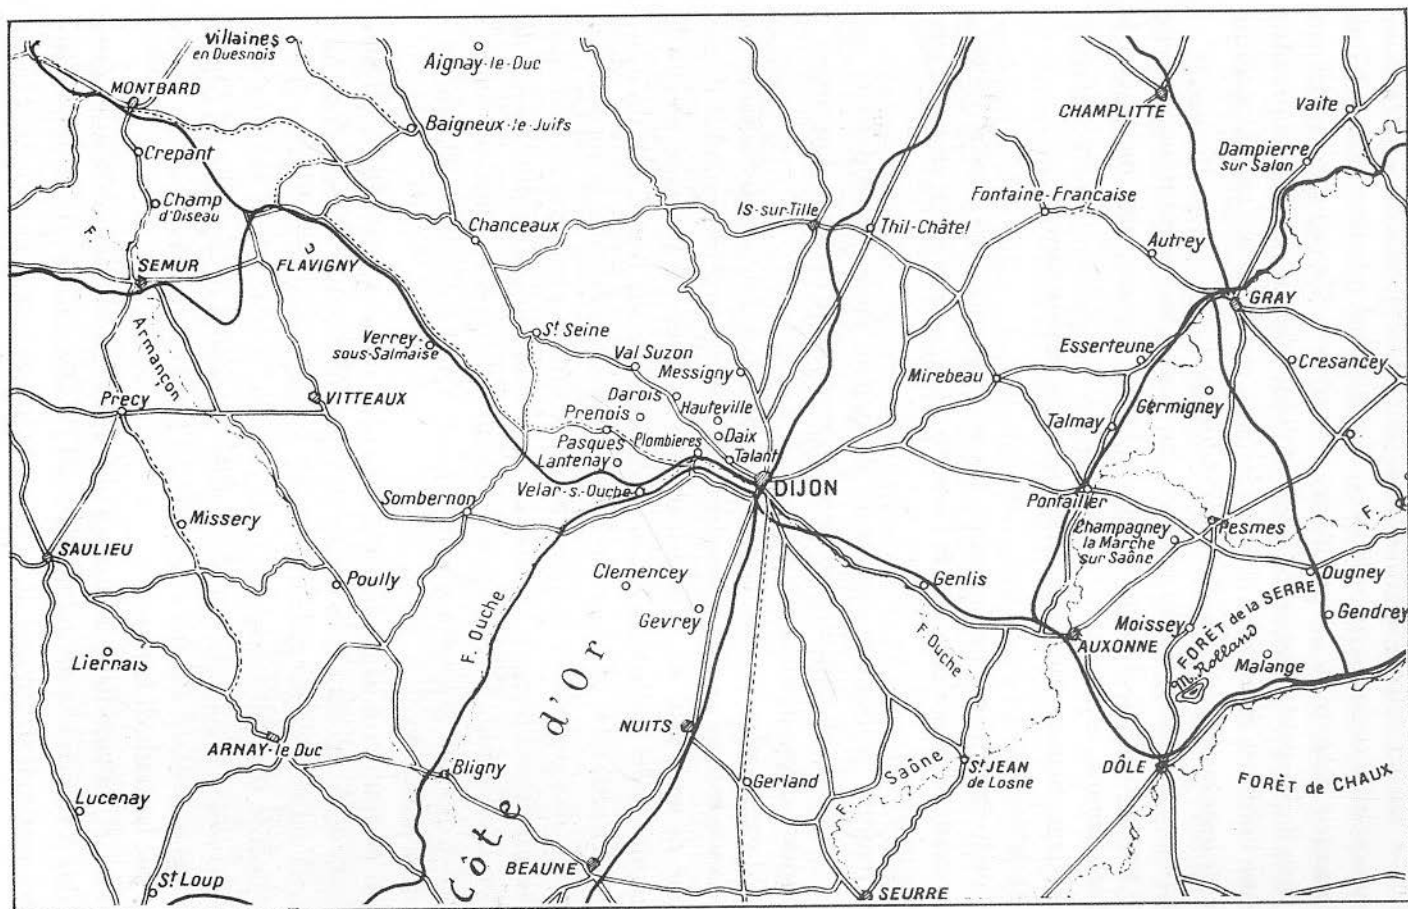 Villaines
en Duesnois
Aignay-le-Duc
MONTBARD
CHAMPLITTE
Vaite
Baigneux-le-Juifs
Crepant
Dampierre
sur Salon
Champ
d'Oiseau
Fontaine-Francaise
Is-sur-Tille
Chanceaux
Thil-Châtel
F.
Autrey
SEMUR
FLAVIGNY
GRAY
Armançon
Verrey-
sous-Salmaise
St Seine
Val Suzon
Messigny
Esserteune
Cresancey
Mirebeau
Precy
VITTEAUX
Darois
Hauteville
Germigney
Prenois
Talmay
Pasques
Plombieres
Daix
Lantenay
Talant
Velar-s.-Ouche
DIJON
Sombernon
Pontailler
Missery
Champagney
la Marche
sur Saône
Pesmes
F.
SAULIEU
Pouilly
Clemencey
Genlis
Ougney
Gevrey
F. Ouche
F. Ouche
Moissey
FORÊT de la SERRE
Gendrey
AUXONNE
Liernais
m. Rolland
Malange
Côte d'Or
NUITS
ARNAY-le Duc
Bligny
Gerland
F. Saône
St JEAN
de Losne
DÔLE
FORÈT de CHAUX
Lucenay
BEAUNE
St Loup
SEURRE